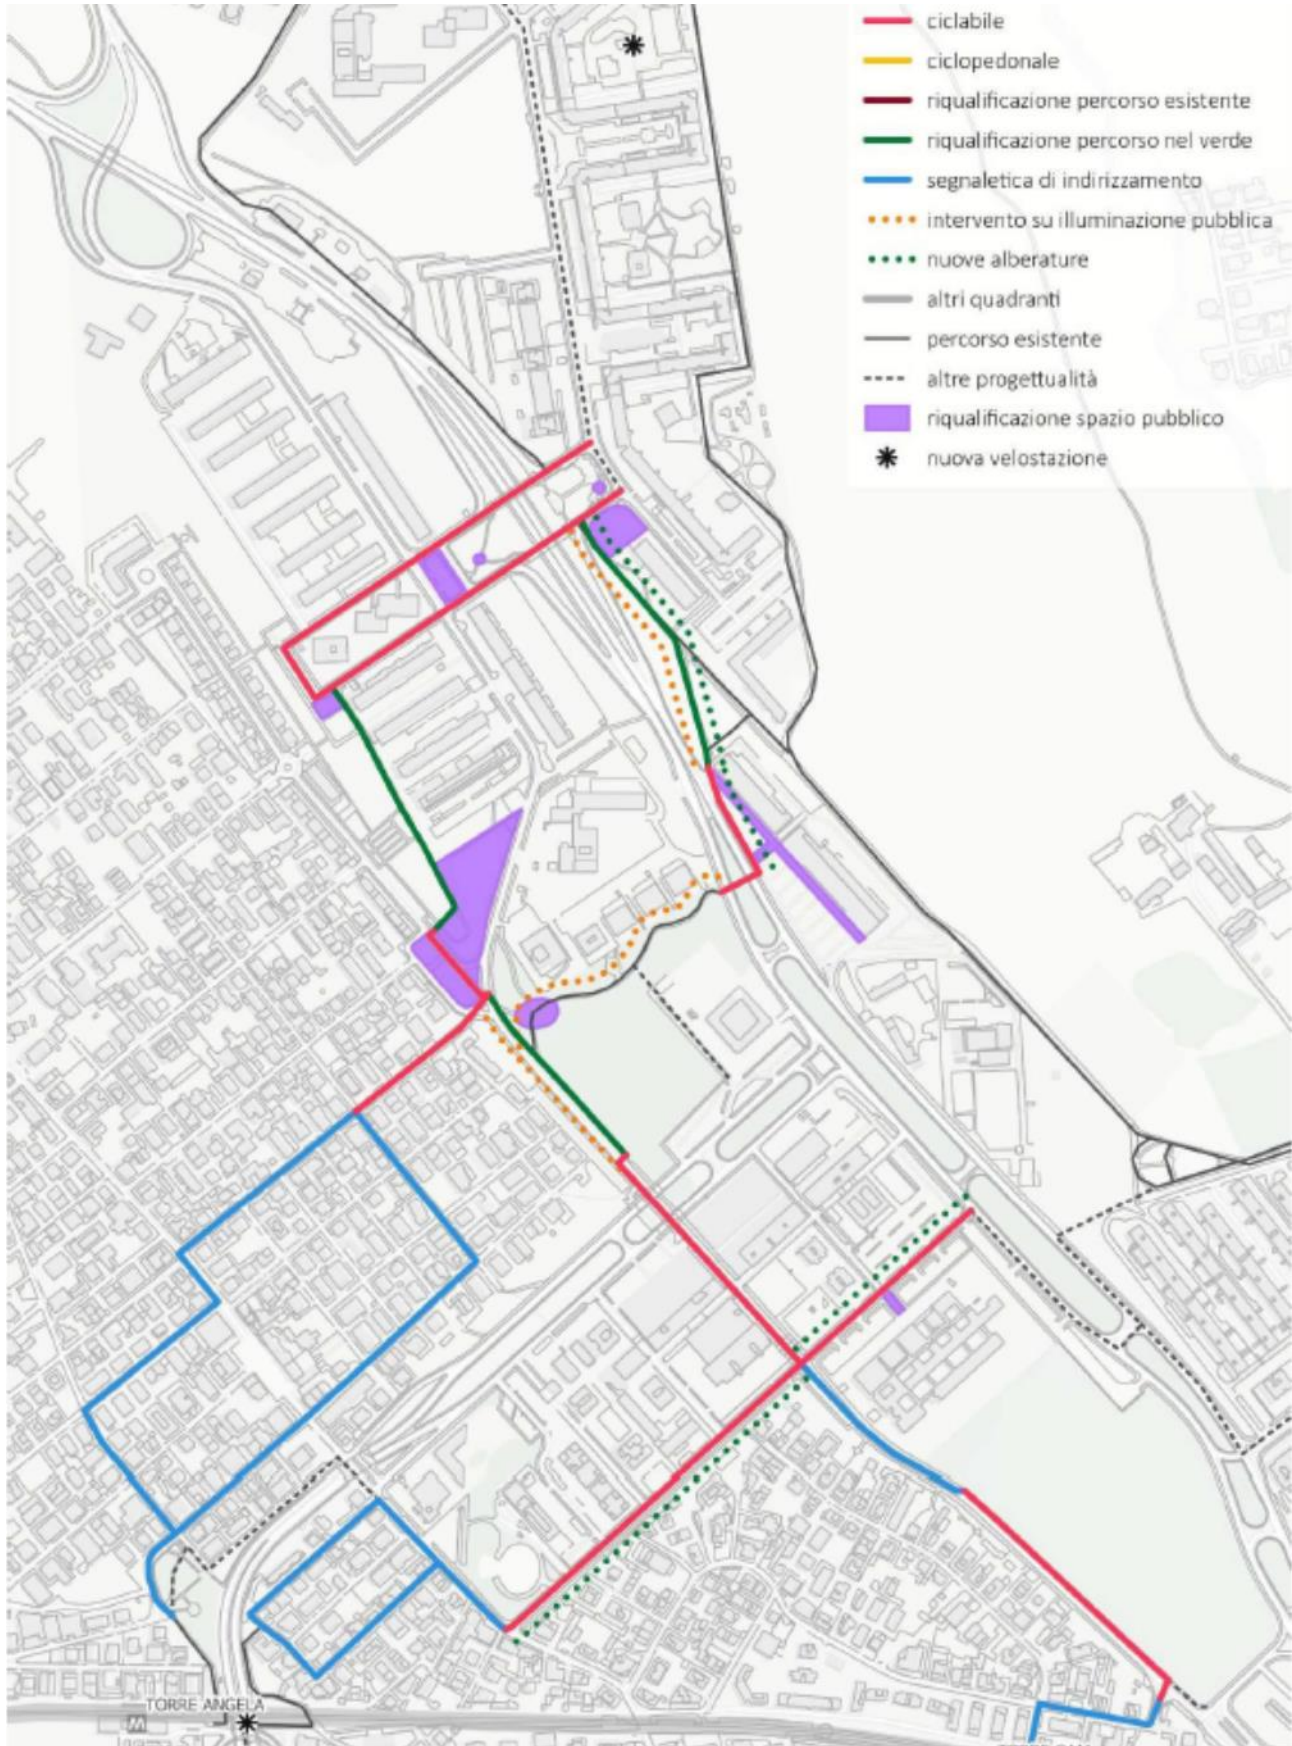 ciclabile
ciclopedonale
riqualificazione percorso esistente
riqualificazione percorso nel verde
segnaletica di indirizzamento
intervento su illuminazione pubblica
nuove alberature
altri quadranti
percorso esistente
altre progettualità
riqualificazione spazio pubblico
nuova velostazione
TORRE ANGELA
M